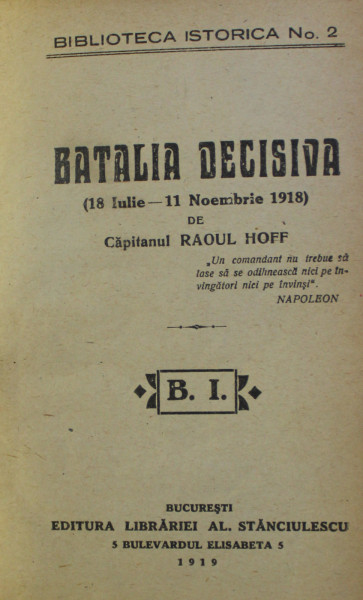 BIBLIOTECA ISTORICA No. 2
BATALIA DECISIVA
(18 Iulie — 11 Noembrie 1918)
DE
Căpitanul RAOUL HOFF
„Un comandant nu trebue să
lase să se odihnească nici pe în-
vingători nici pe învinși“.
NAPOLEON
B. I.
BUCUREȘTI
EDITURA LIBRĂRIEI AL. STĂNCIULESCU
5 BULEVARDUL ELISABETA 5
1919